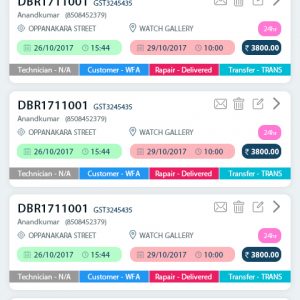 DBR1711001 GST3245435
Anandkumar (8508452379)
OPPANAKARA STREET WATCH GALLERY 24hr
26/10/2017 15:44 29/10/2017 10:00 ₹ 3800.00
Technician - N/A Customer - WFA Rapair - Delivered Transfer - TRANS
DBR1711001 GST3245435
Anandkumar (8508452379)
OPPANAKARA STREET WATCH GALLERY 24hr
26/10/2017 15:44 29/10/2017 10:00 ₹ 3800.00
Technician - N/A Customer - WFA Rapair - Delivered Transfer - TRANS
DBR1711001 GST3245435
Anandkumar (8508452379)
OPPANAKARA STREET WATCH GALLERY 24hr
26/10/2017 15:44 29/10/2017 10:00 ₹ 3800.00
Technician - N/A Customer - WFA Rapair - Delivered Transfer - TRANS